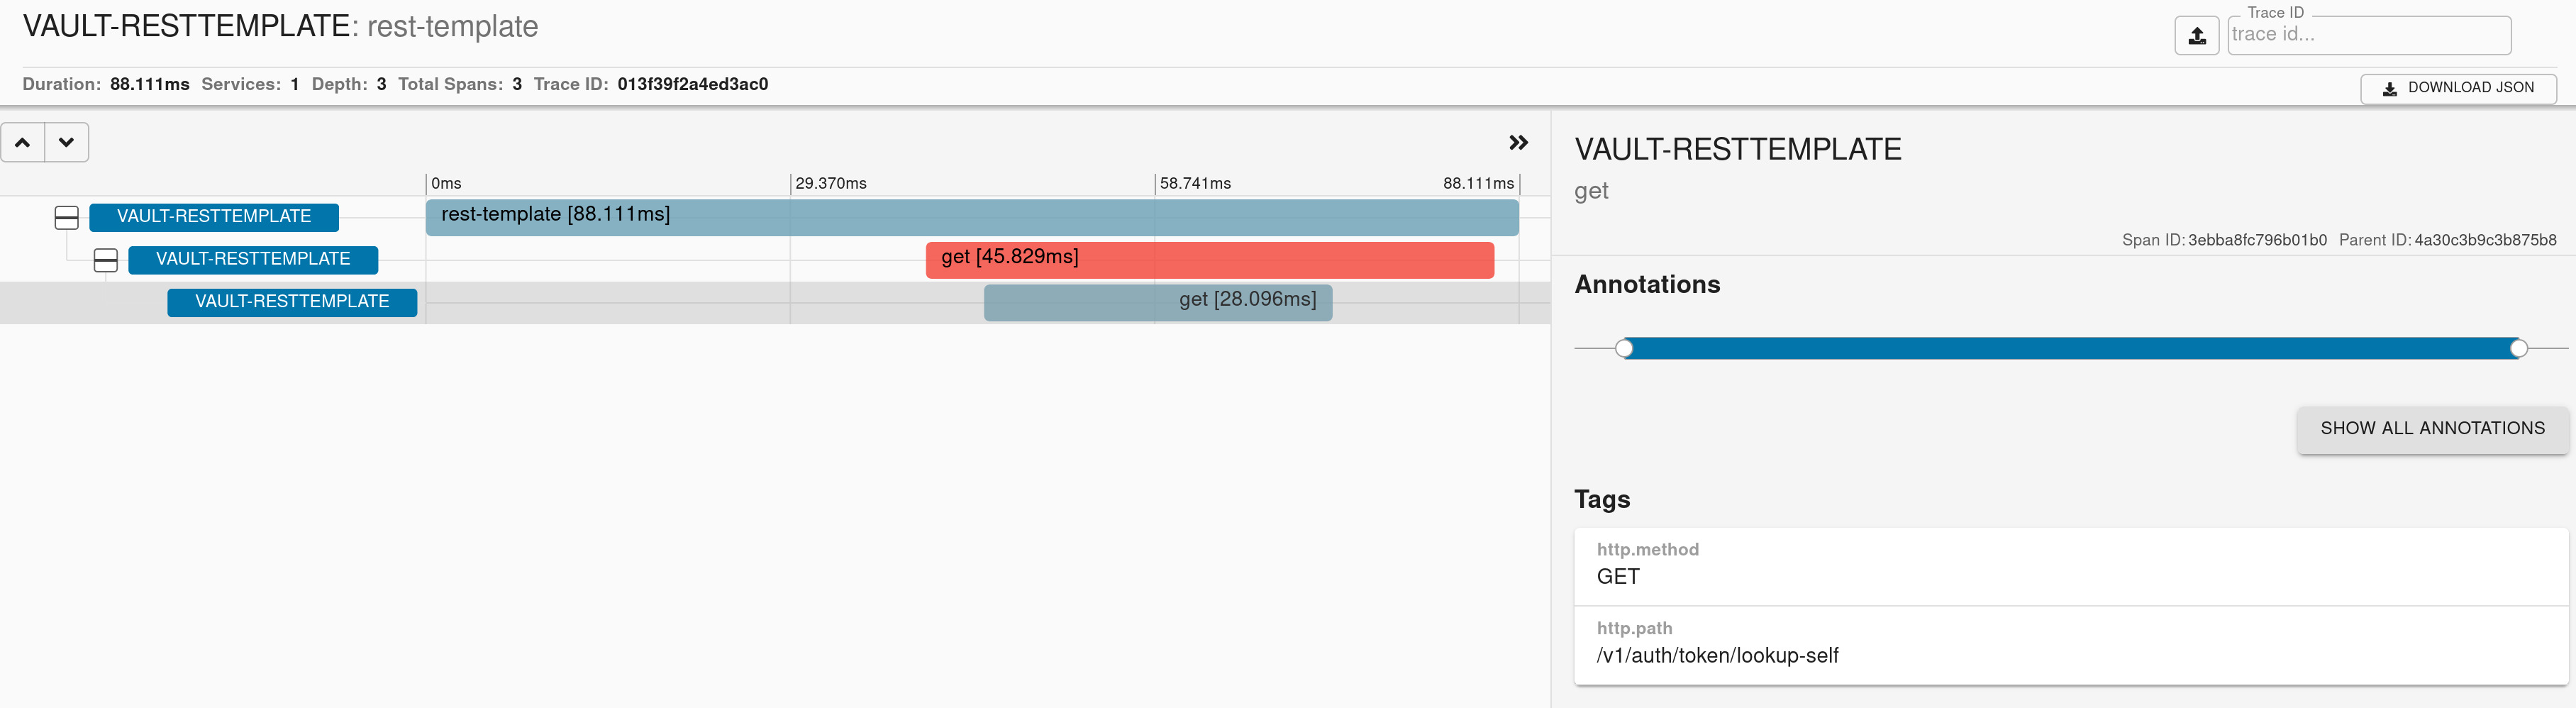 VAULT-RESTTEMPLATE: rest-template
Trace ID
trace id...
Duration: 88.111ms Services: 1 Depth: 3 Total Spans: 3 Trace ID: 013f39f2a4ed3ac0
DOWNLOAD JSON
0ms 29.370ms 58.741ms 88.111ms
VAULT-RESTTEMPLATE rest-template [88.111ms]
VAULT-RESTTEMPLATE get [45.829ms]
VAULT-RESTTEMPLATE get [28.096ms]
VAULT-RESTTEMPLATE
get
Span ID: 3ebba8fc796b01b0 Parent ID: 4a30c3b9c3b875b8
Annotations
SHOW ALL ANNOTATIONS
Tags
http.method
GET
http.path
/v1/auth/token/lookup-self